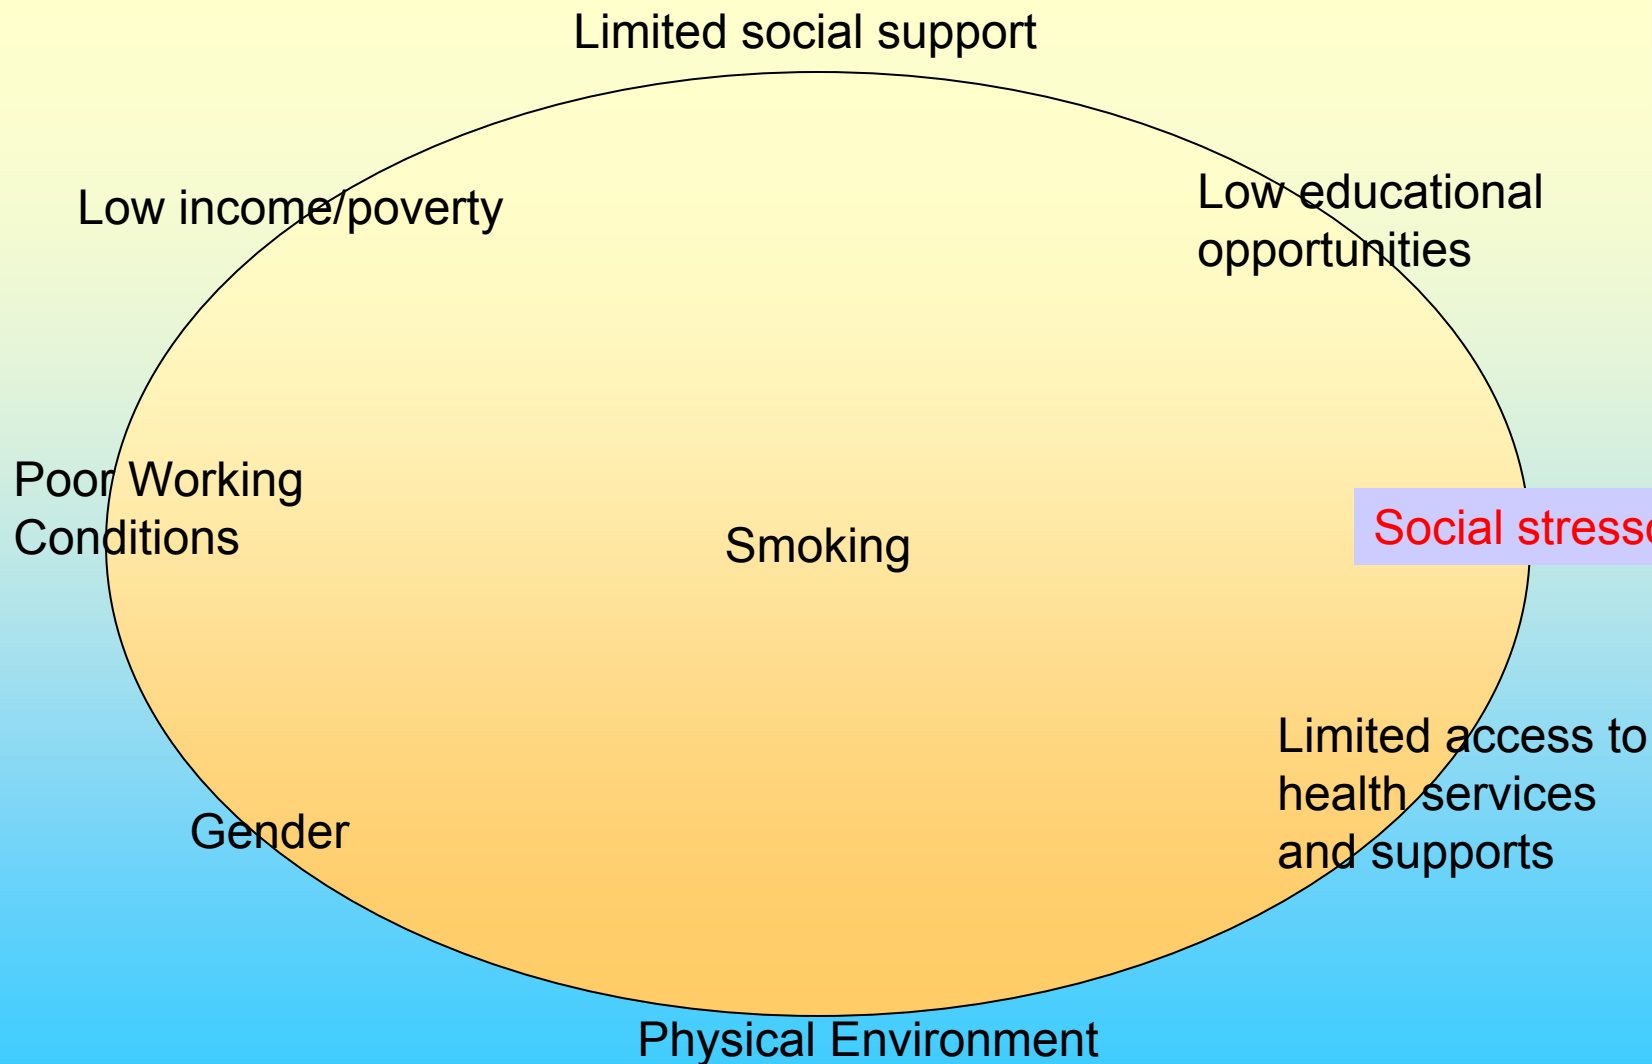 Limited social support
Low income/poverty
Low educational
opportunities
Poor Working
Conditions
Smoking
Social
Gender
Limited access to
health services
and supports
Physical Environment